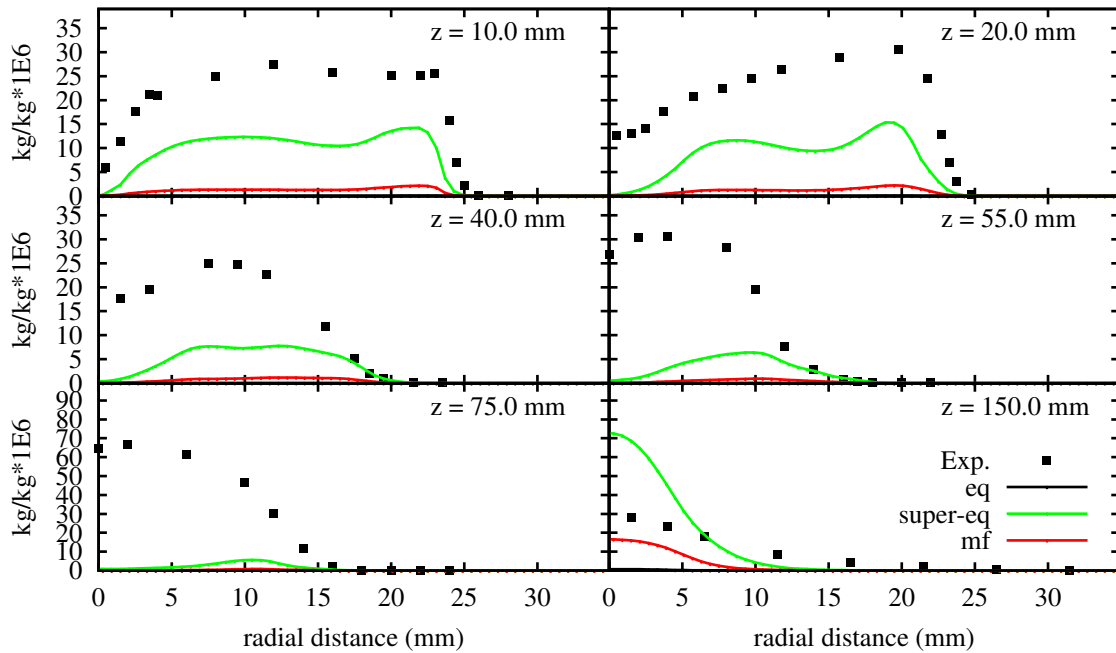 z = 10.0 mm
z = 20.0 mm
kg/kg*1E6
35
30
25
20
15
10
5
0
z = 40.0 mm
z = 55.0 mm
kg/kg*1E6
35
30
25
20
15
10
5
0
z = 75.0 mm
z = 150.0 mm
kg/kg*1E6
90
80
70
60
50
40
30
20
10
0
Exp.
eq
super-eq
mf
0 5 10 15 20 25 30
0 5 10 15 20 25 30
radial distance (mm)
radial distance (mm)